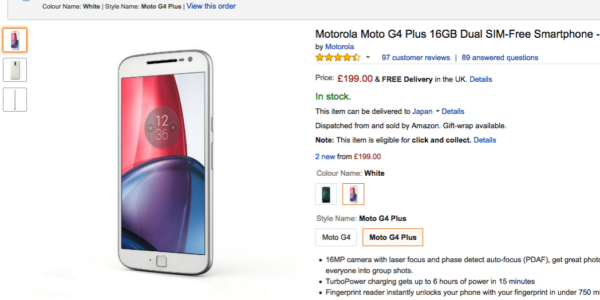 Colour Name: White | Style Name: Moto G4 Plus | View this order
Motorola Moto G4 Plus 16GB Dual SIM-Free Smartphone -
by Motorola
97 customer reviews | 89 answered questions
Price: £199.00 & FREE Delivery in the UK. Details
In stock.
This item can be delivered to Japan Details
Dispatched from and sold by Amazon. Gift-wrap available.
Note: This item is eligible for click and collect. Details
2 new from £199.00
Colour Name: White
Style Name: Moto G4 Plus
Moto G4 Moto G4 Plus
• 16MP camera with laser focus and phase detect auto-focus (PDAF), get great photo
everyone into group shots.
• TurboPower charging gets up to 6 hours of power in 15 minutes
• Fingerprint reader instantly unlocks your phone with your fingerprint in under 750 mi
12
36